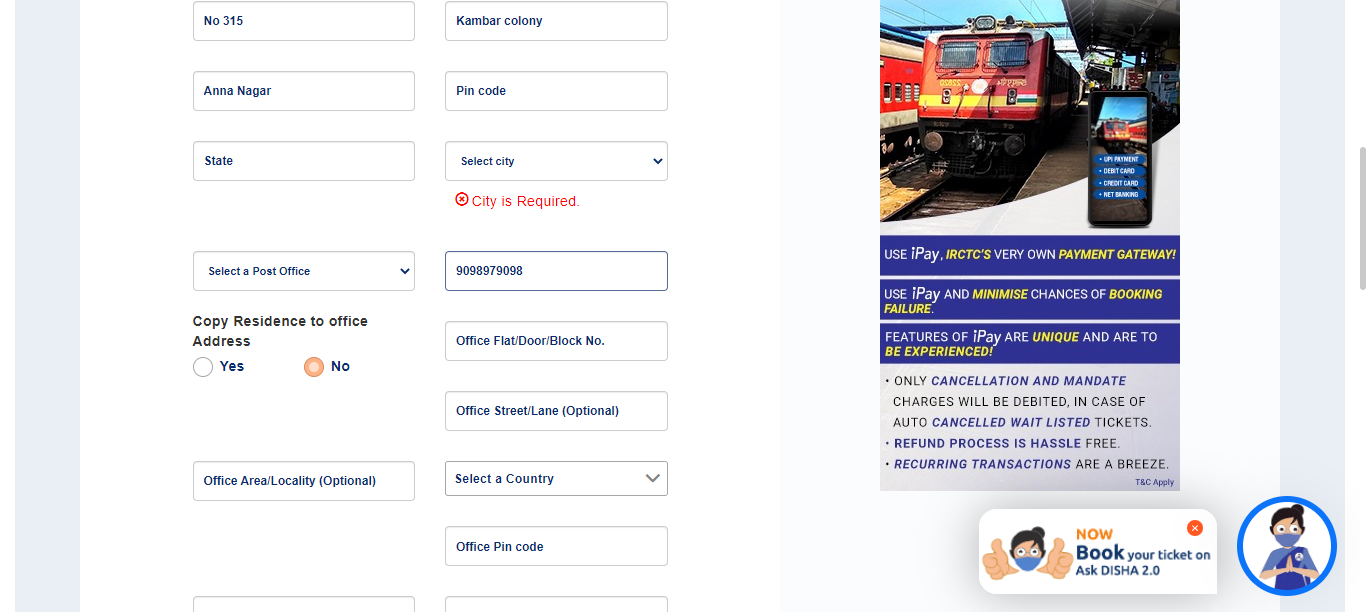 No 315
Kambar colony
Anna Nagar
Pin code
State
Select city
City is Required.
Select a Post Office
9098979098
Copy Residence to office
Address
Yes
No
Office Flat/Door/Block No.
Office Street/Lane (Optional)
Office Area/Locality (Optional)
Select a Country
Office Pin code
• UPI PAYMENT
• DEBIT CARD
• CREDIT CARD
• NET BANKING
USE iPay, IRCTC'S VERY OWN PAYMENT GATEWAY!
USE iPay AND MINIMISE CHANCES OF BOOKING
FAILURE.
FEATURES OF iPay ARE UNIQUE AND ARE TO
BE EXPERIENCED!
• ONLY CANCELLATION AND MANDATE
CHARGES WILL BE DEBITED, IN CASE OF
AUTO CANCELLED WAIT LISTED TICKETS.
• REFUND PROCESS IS HASSLE FREE.
• RECURRING TRANSACTIONS ARE A BREEZE.
T&C Apply
NOW
Book your ticket on
Ask DISHA 2.0